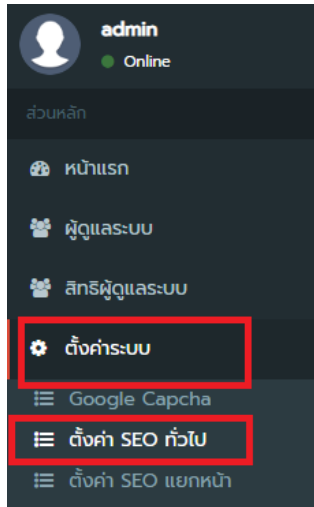 admin
Online
ส่วนหลัก
หน้าแรก
ผู้ดูแลระบบ
สิทธิผู้ดูแลระบบ
ตั้งค่าระบบ
Google Capcha
ตั้งค่า SEO ทั่วไป
ตั้งค่า SEO แยกหน้า